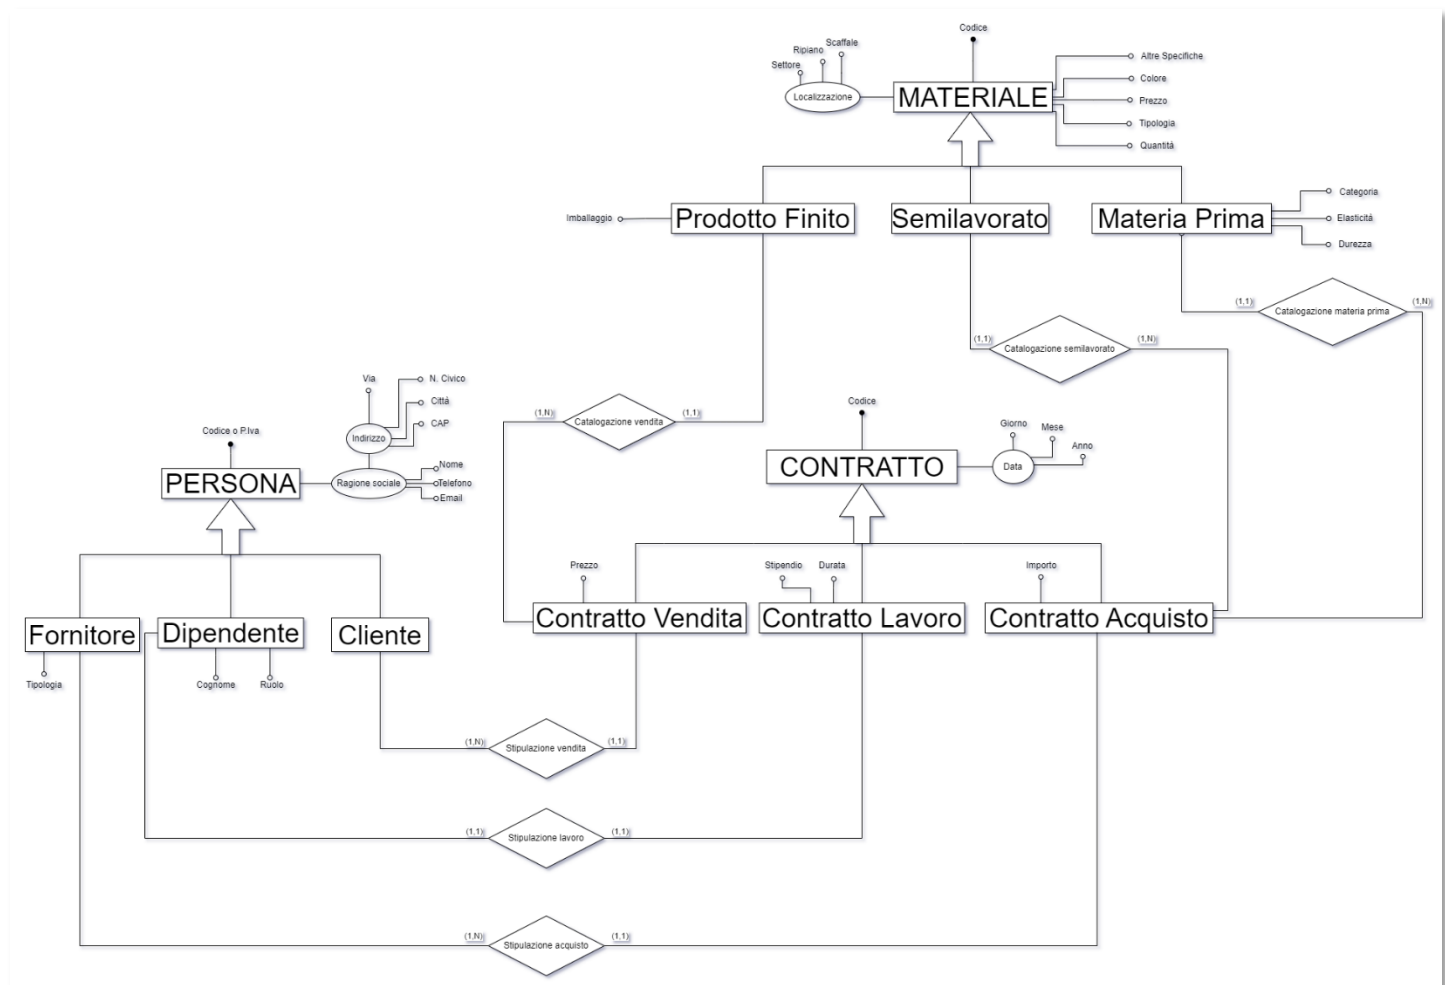 Codice
Scaffale
Ripiano
Settore
Localizzazione
MATERIALE
Altre Specifiche
Colore
Prezzo
Tipologia
Quantitá
Imballaggio
Prodotto Finito
Semilavorato
Materia Prima
Categoria
Elasticitá
Durezza
(1,1)
Catalogazione materia prima
(1,N)
(1,1)
Catalogazione semilavorato
(1,N)
(1,N)
Catalogazione vendita
(1,1)
Via
N. Civico
Cittá
CAP
Indirizzo
Codice o P.Iva
PERSONA
Ragione sociale
Nome
Telefono
Email
Codice
CONTRATTO
Giorno
Mese
Anno
Data
Prezzo
Stipendio
Durata
Importo
Fornitore
Dipendente
Cliente
Contratto Vendita
Contratto Lavoro
Contratto Acquisto
Tipologia
Cognome
Ruolo
(1,N)
Stipulazione vendita
(1,1)
(1,1)
Stipulazione lavoro
(1,1)
(1,N)
Stipulazione acquisto
(1,1)